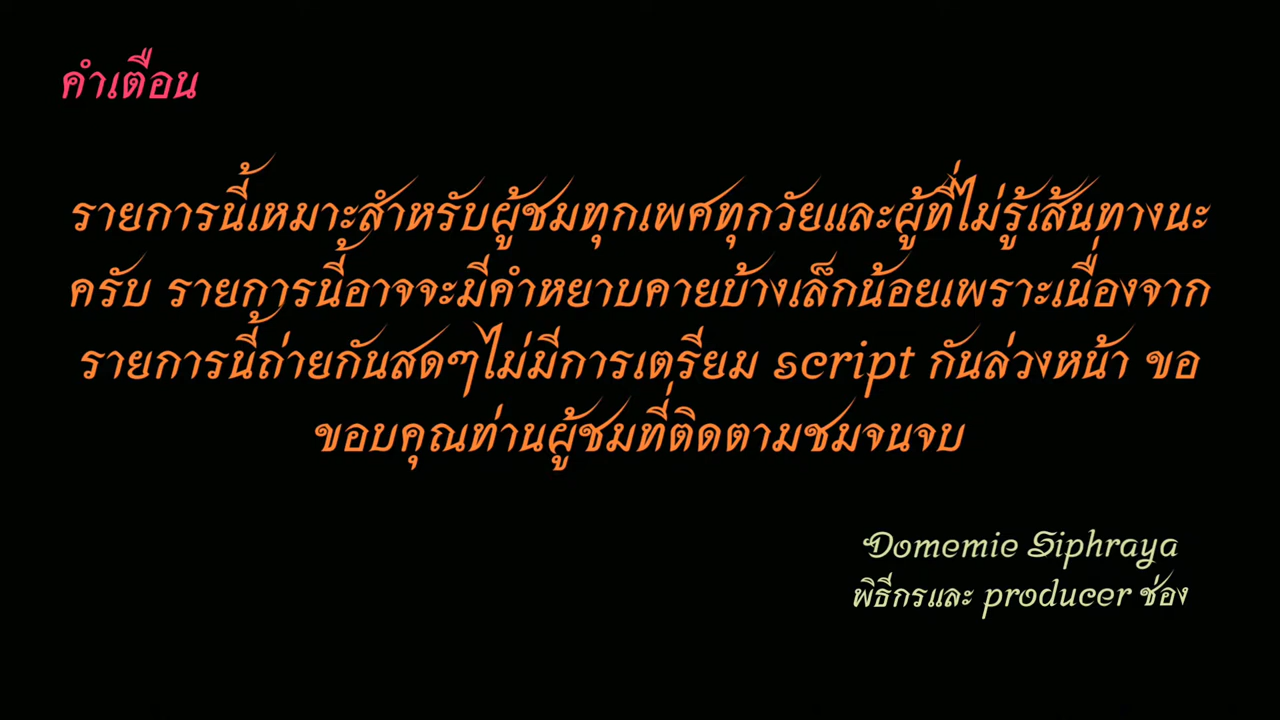 คำเตือน
รายการนี้เหมาะสำหรับผู้ชมทุกเพศทุกวัยและผู้ที่ไม่รู้เส้นทางนะ
ครับ รายการนี้อาจจะมีคำหยาบคายบ้างเล็กน้อยเพราะเนื่องจาก
รายการนี้ถ่ายกันสดๆไม่มีการเตรียม script กันล่วงหน้า ขอ
ขอบคุณท่านผู้ชมที่ติดตามชมจนจบ
Domemie Siphraya
พิธีกรและ producer ช่อง